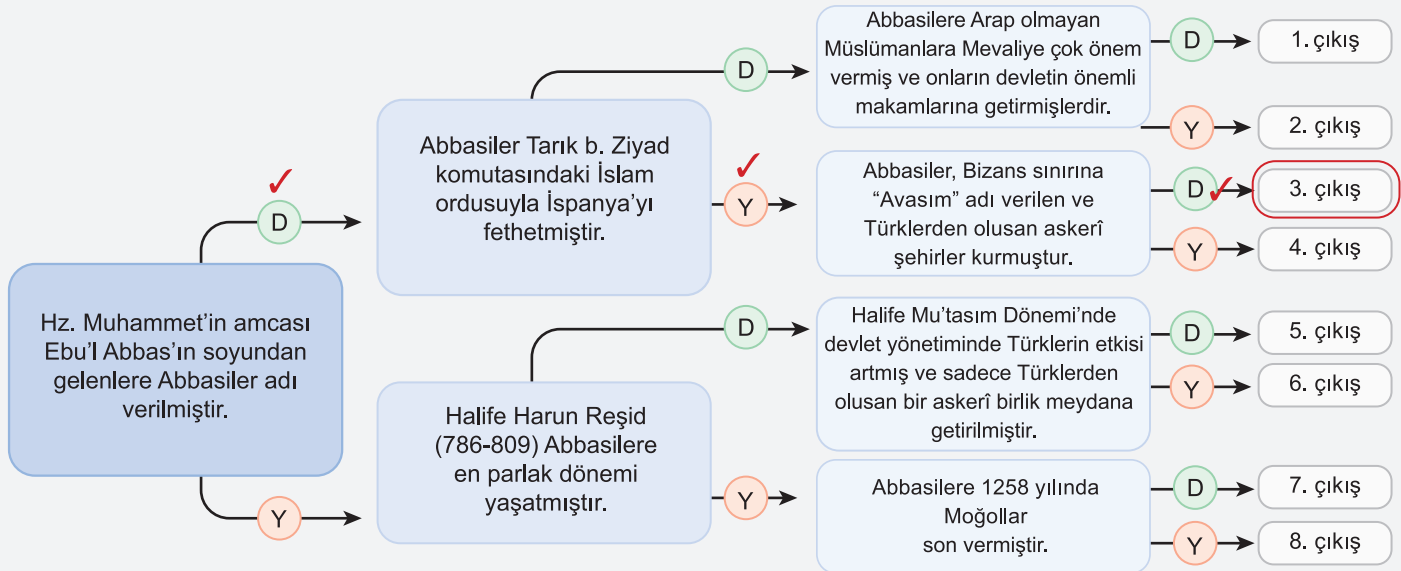 Hz. Muhammet’in amcası
Ebu’l Abbas’ın soyundan
gelenlere Abbasiler adı
verilmiştir.
D
Y
Abbasiler Tarık b. Ziyad
komutasındaki İslam
ordusuyla İspanya’yı
fethetmiştir.
D
Y
Halife Harun Reşid
(786-809) Abbasilere
en parlak dönemi
yaşatmıştır.
D
Y
Abbasilere Arap olmayan
Müslümanlara Mevaliye çok önem
vermiş ve onların devletin önemli
makamlarına getirmişlerdir.
D
1. çıkış
Y
2. çıkış
Abbasiler, Bizans sınırına
“Avasım” adı verilen ve
Türklerden olusan askerî
şehirler kurmuştur.
D
3. çıkış
Y
4. çıkış
Halife Mu’tasım Dönemi’nde
devlet yönetiminde Türklerin etkisi
artmış ve sadece Türklerden
olusan bir askerî birlik meydana
getirilmiştir.
D
5. çıkış
Y
6. çıkış
Abbasilere 1258 yılında
Moğollar
son vermiştir.
D
7. çıkış
Y
8. çıkış